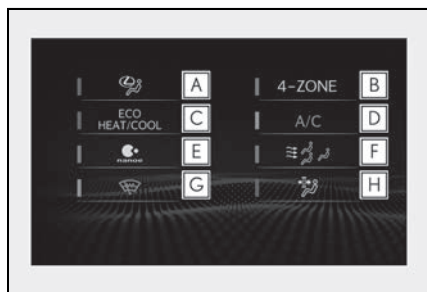 A
4-ZONE B
ECO
HEAT/COOL C
A/C D
nanoe E
F
G
H